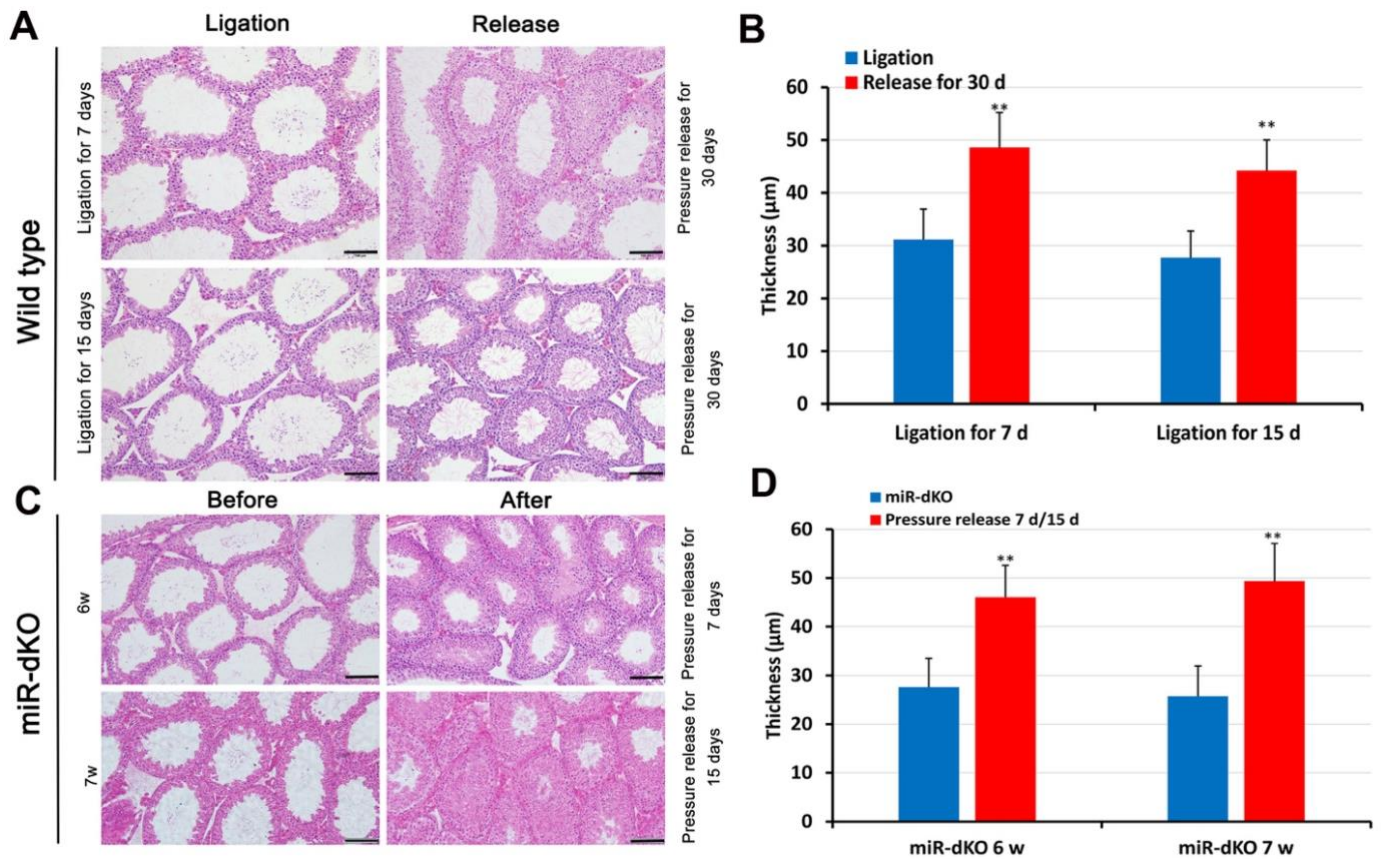 A
Ligation
Release
Wild type
Ligation for 7 days
Pressure release for
30 days
Ligation for 15 days
Pressure release for
30 days
B
Ligation
Release for 30 d
Thickness (µm)
60
50
40
30
20
10
0
**
**
Ligation for 7 d
Ligation for 15 d
C
Before
After
miR-dKO
6w
Pressure release for
7 days
7w
Pressure release for
15 days
D
miR-dKO
Pressure release 7 d/15 d
Thickness (µm)
60
50
40
30
20
10
0
**
**
miR-dKO 6 w
miR-dKO 7 w